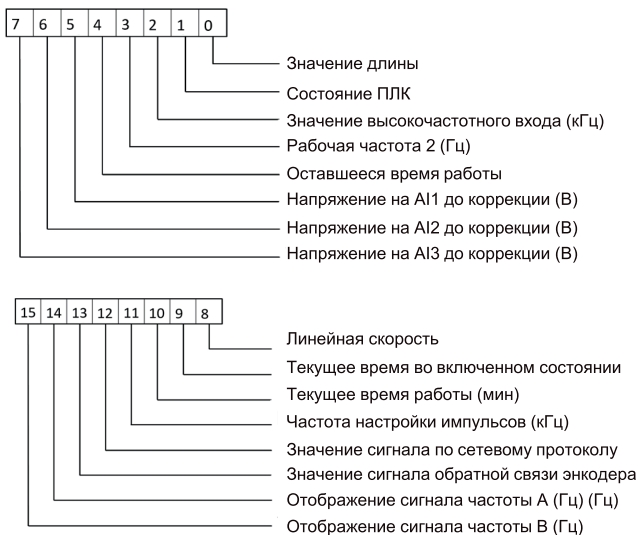 7 6 5 4 3 2 1 0
Значение длины
Состояние ПЛК
Значение высокочастотного входа (кГц)
Рабочая частота 2 (Гц)
Оставшееся время работы
Напряжение на AI1 до коррекции (В)
Напряжение на AI2 до коррекции (В)
Напряжение на AI3 до коррекции (В)
15 14 13 12 11 10 9 8
Линейная скорость
Текущее время во включенном состоянии
Текущее время работы (мин)
Частота настройки импульсов (кГц)
Значение сигнала по сетевому протоколу
Значение сигнала обратной связи энкодера
Отображение сигнала частоты А (Гц) (Гц)
Отображение сигнала частоты В (Гц)